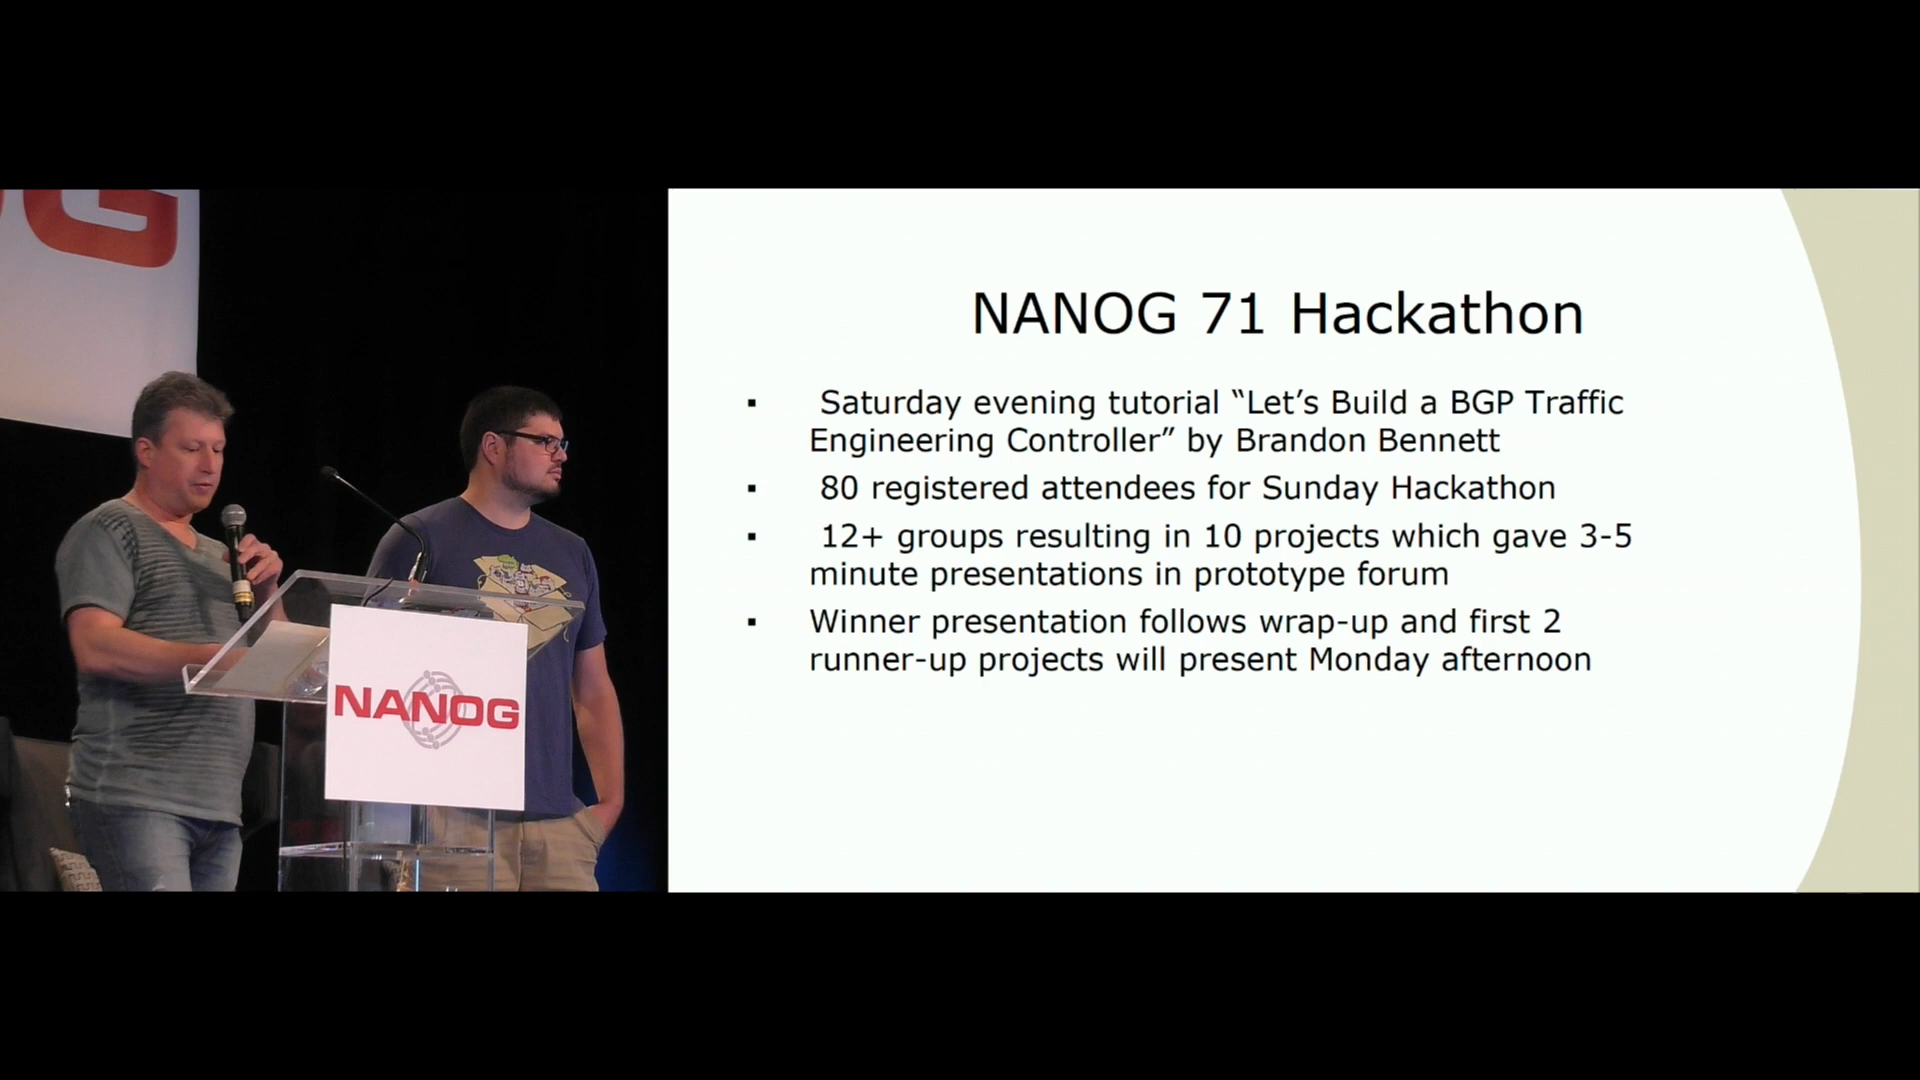 G
NANOG
NANOG 71 Hackathon
▪ Saturday evening tutorial “Let’s Build a BGP Traffic
Engineering Controller” by Brandon Bennett
▪ 80 registered attendees for Sunday Hackathon
▪ 12+ groups resulting in 10 projects which gave 3-5
minute presentations in prototype forum
▪ Winner presentation follows wrap-up and first 2
runner-up projects will present Monday afternoon